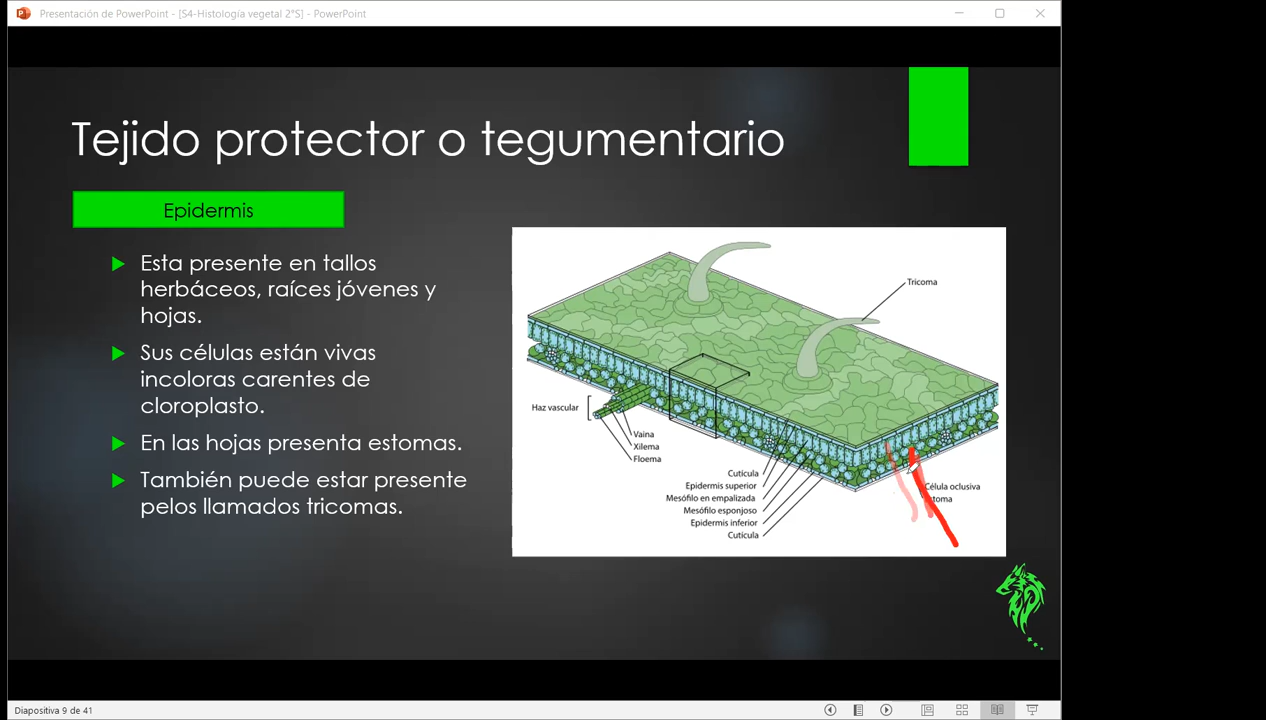 Presentación de PowerPoint - [S4-Histología vegetal 2°S] - PowerPoint
Tejido protector o tegumentario
Epidermis
Esta presente en tallos
herbáceos, raíces jóvenes y
hojas.
Sus células están vivas
incoloras carentes de
cloroplasto.
En las hojas presenta estomas.
También puede estar presente
pelos llamados tricomas.
Tricoma
Haz vascular
Vaina
Xilema
Floema
Cutícula
Epidermis superior
Mesófilo en empalizada
Mesófilo esponjoso
Epidermis inferior
Cutícula
Célula oclusiva
Diapositiva 9 de 41